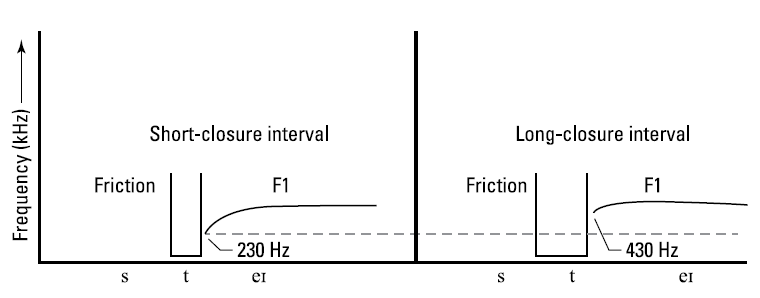 Frequency (kHz)
Short-closure interval
Friction
F1
230 Hz
s t eɪ
Long-closure interval
Friction
F1
430 Hz
s t eɪ